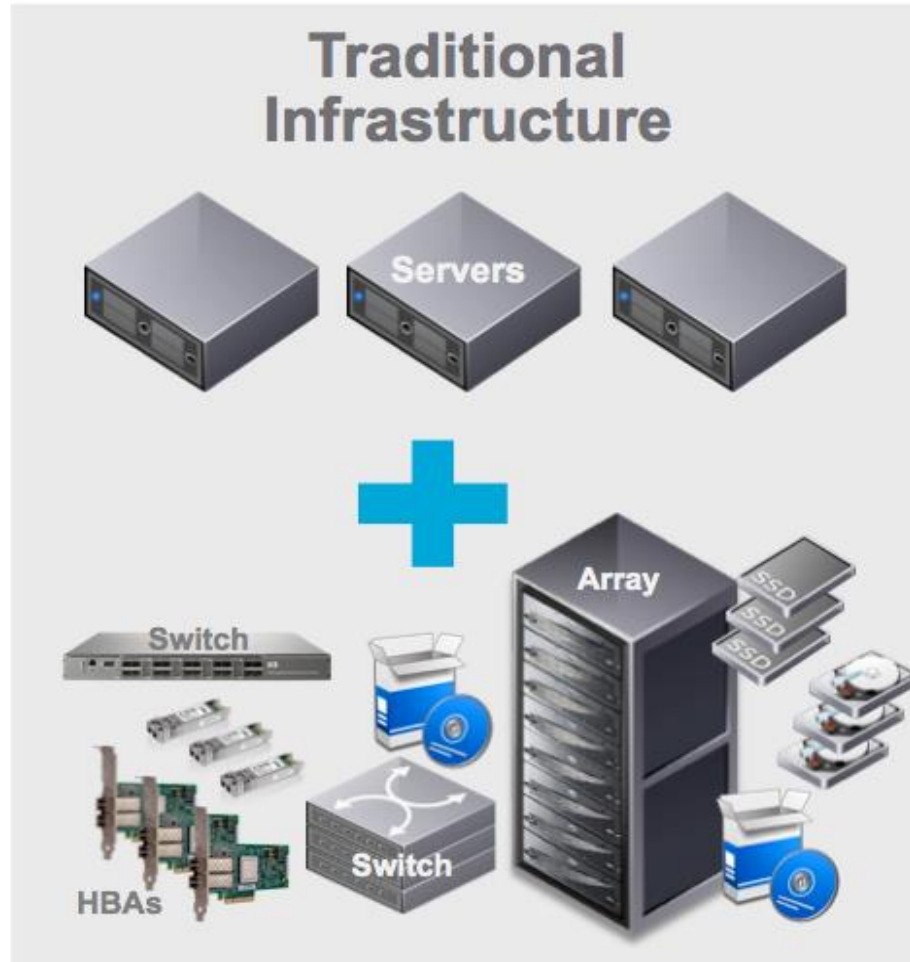 Traditional
Infrastructure
Servers
Array
SSD
SSD
SSD
Switch
Switch
HBAs